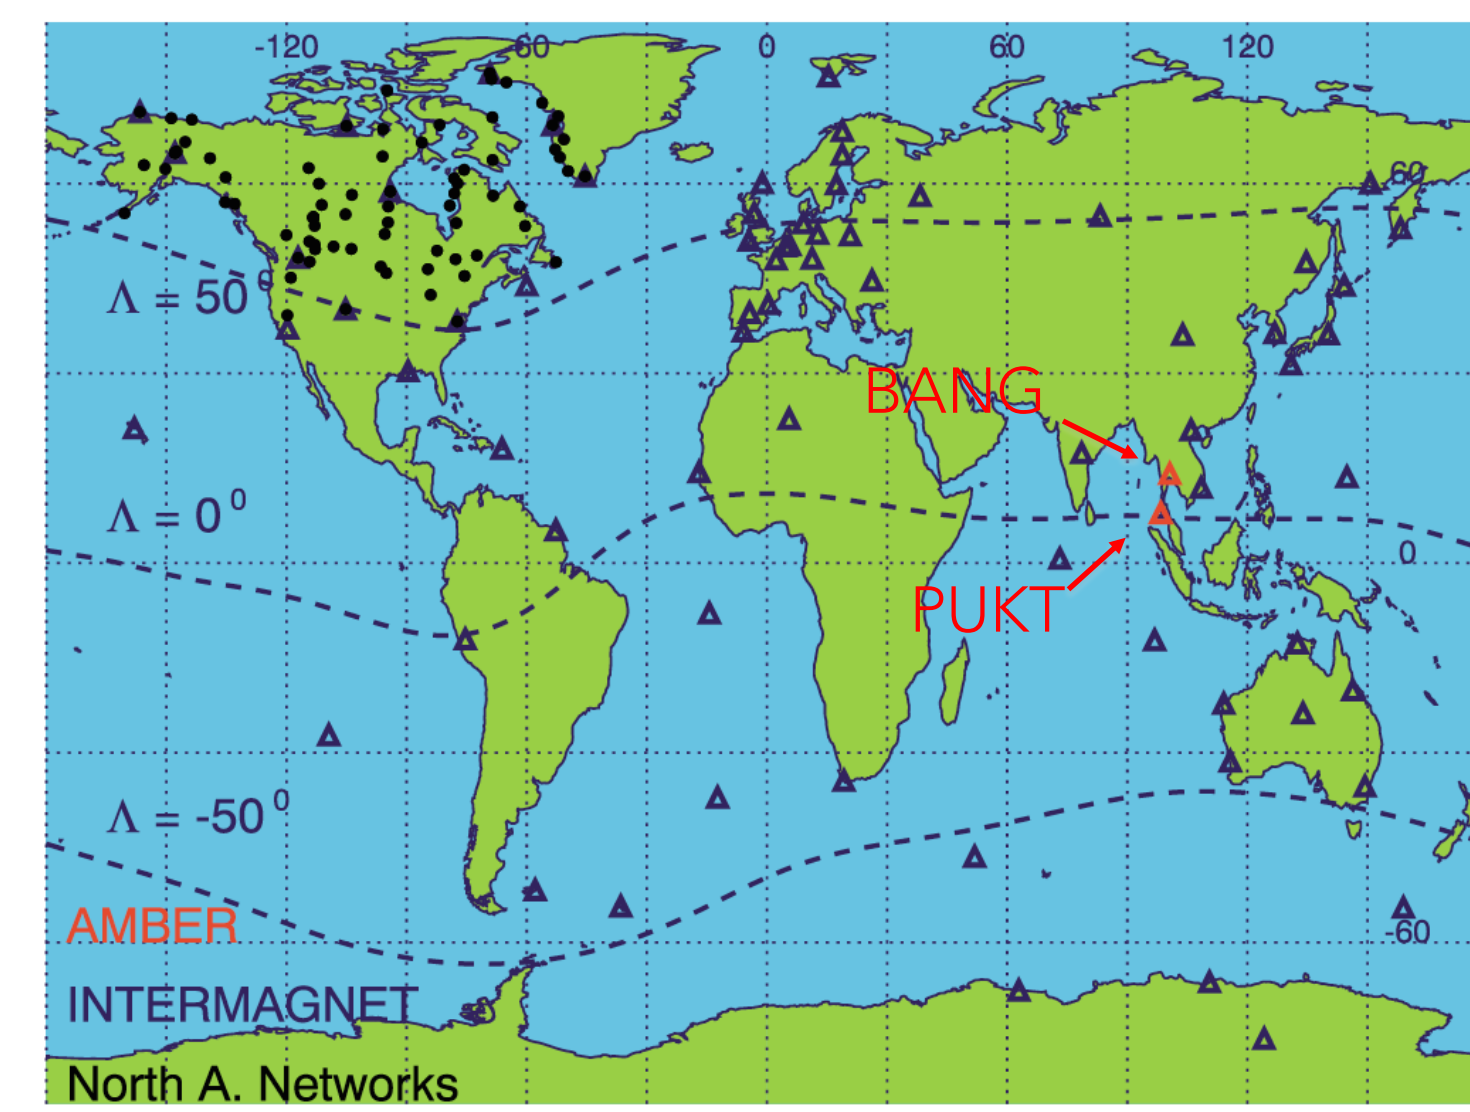 -120 -60 0 60 120
60
BANG
Λ = 50⁰
Λ = 0⁰
0
PUKT
Λ = -50⁰
AMBER
-60
INTERMAGNET
North A. Networks